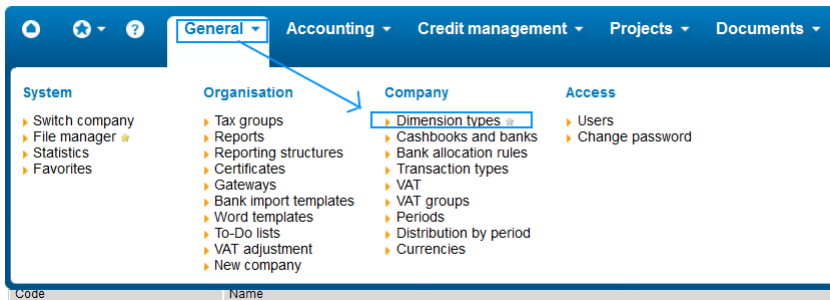 General Accounting Credit management Projects Documents
System
Switch company
File manager
Statistics
Favorites
Organisation
Tax groups
Reports
Reporting structures
Certificates
Gateways
Bank import templates
Word templates
To-Do lists
VAT adjustment
New company
Company
Dimension types
Cashbooks and banks
Bank allocation rules
Transaction types
VAT
VAT groups
Periods
Distribution by period
Currencies
Access
Users
Change password
Code Name